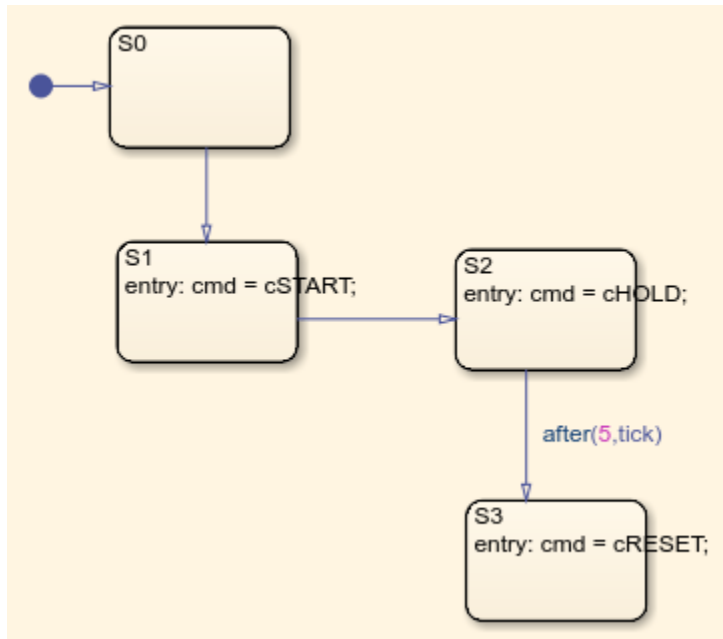 S0
S1
entry: cmd = cSTART;
S2
entry: cmd = cHOLD;
after(5,tick)
S3
entry: cmd = cRESET;